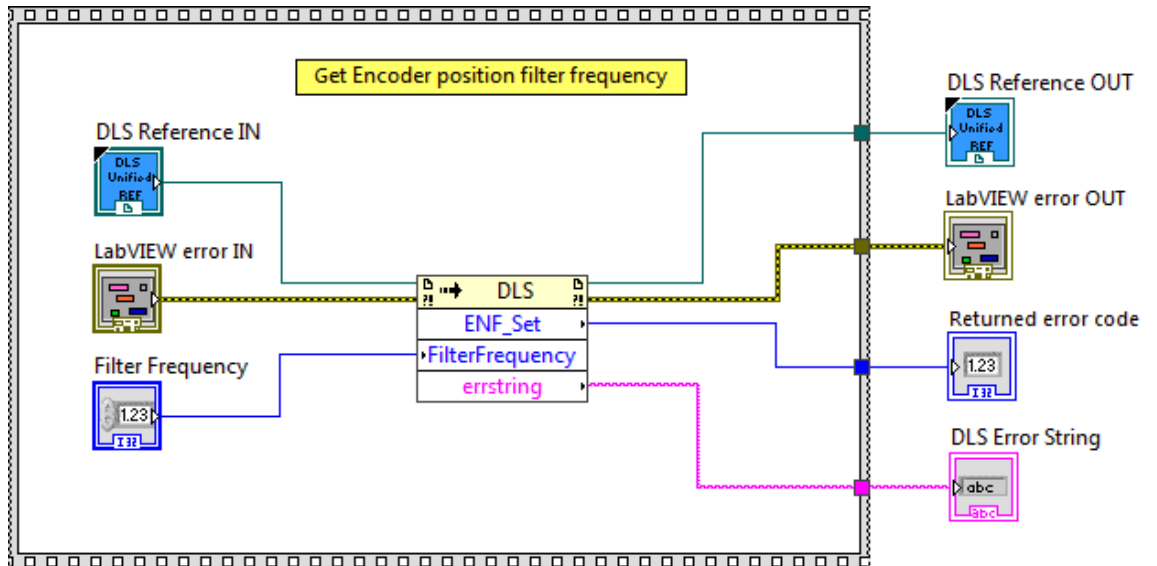 Get Encoder position filter frequency
DLS Reference IN
DLS
Unified
REF
LabVIEW error IN
Filter Frequency
1.23
I32
?! DLS ?!
ENF_Set
FilterFrequency
errstring
DLS Reference OUT
DLS
Unified
REF
LabVIEW error OUT
Returned error code
1.23
I32
DLS Error String
abc
abc